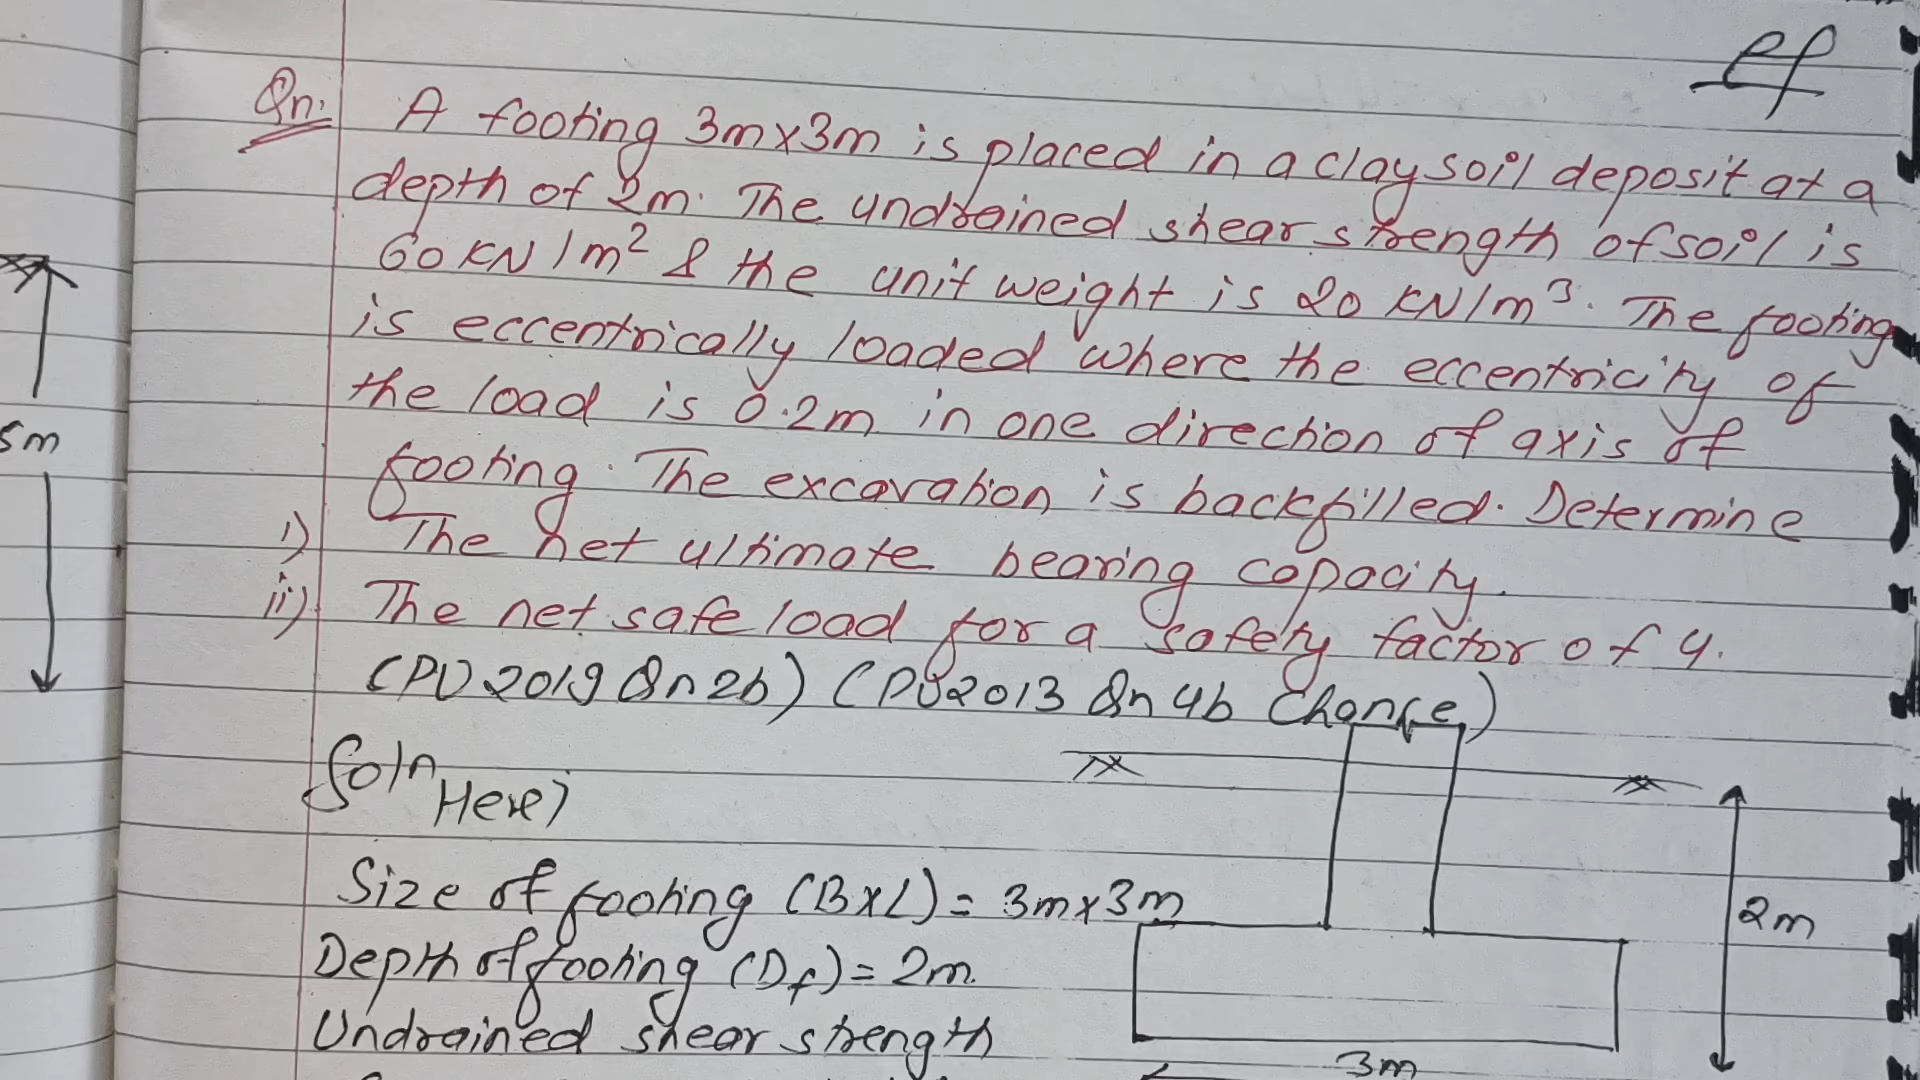 ef
Qn. A footing 3m×3m is placed in a clay soil deposit at a
depth of 2m. The undrained shear strength of soil is
60 KN/m² & the unit weight is 20 KN/m³. The footing
is eccentrically loaded where the eccentricity of
the load is 0.2m in one direction of axis of
footing. The excavation is backfilled. Determine
i) The net ultimate bearing capacity.
ii) The net safe load for a safety factor of 4.
(PU 2019 Qn 2b) (PU 2013 Qn 4b Change)
Soln Here,
5m
Size of footing (B×L) = 3m×3m
2m
Depth of footing (Df) = 2m.
Undrained shear strength
3m